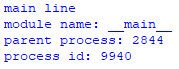 main line
module name: __main__
parent process: 2844
process id: 9940